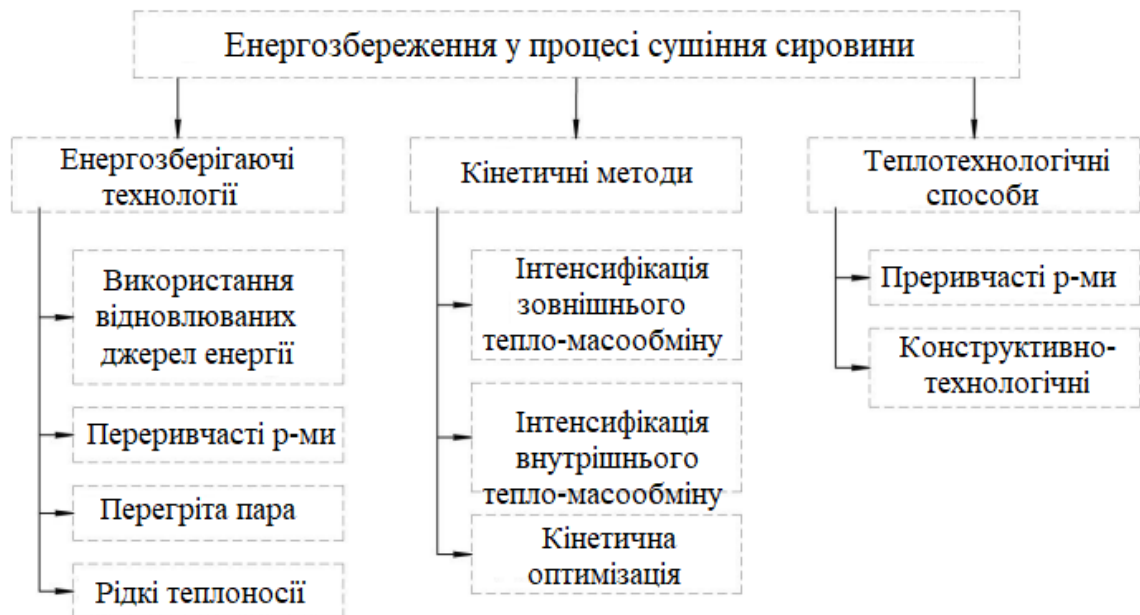 Енергозбереження у процесі сушіння сировини
Енергозберігаючі
технології
Використання
відновлюваних
джерел енергії
Переривчасті р-ми
Перегріта пара
Рідкі теплоносії
Кінетичні методи
Інтенсифікація
зовнішнього
тепло-масообміну
Інтенсифікація
внутрішнього
тепло-масообміну
Кінетична
оптимізація
Теплотехнологічні
способи
Преривчасті р-ми
Конструктивно-
технологічні